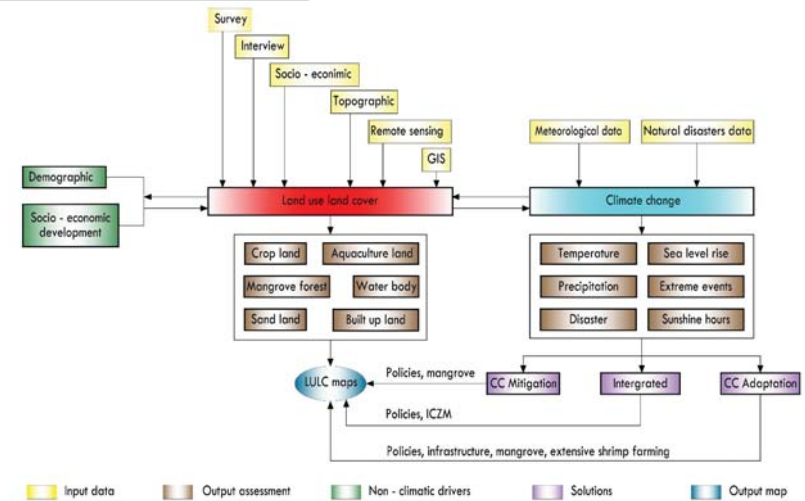 Survey
Interview
Socio - econimic
Topographic
Remote sensing
GIS
Meteorological data
Natural disasters data
Demographic
Socio - economic
development
Land use land cover
Climate change
Crop land
Aquaculture land
Mangrove forest
Water body
Sand land
Built up land
Temperature
Sea level rise
Precipitation
Extreme events
Disaster
Sunshine hours
LULC maps
Policies, mangrove
CC Mitigation
Intergrated
CC Adaptation
Policies, ICZM
Policies, infrastructure, mangrove, extensive shrimp farming
Input data
Output assessment
Non - climatic drivers
Solutions
Output map